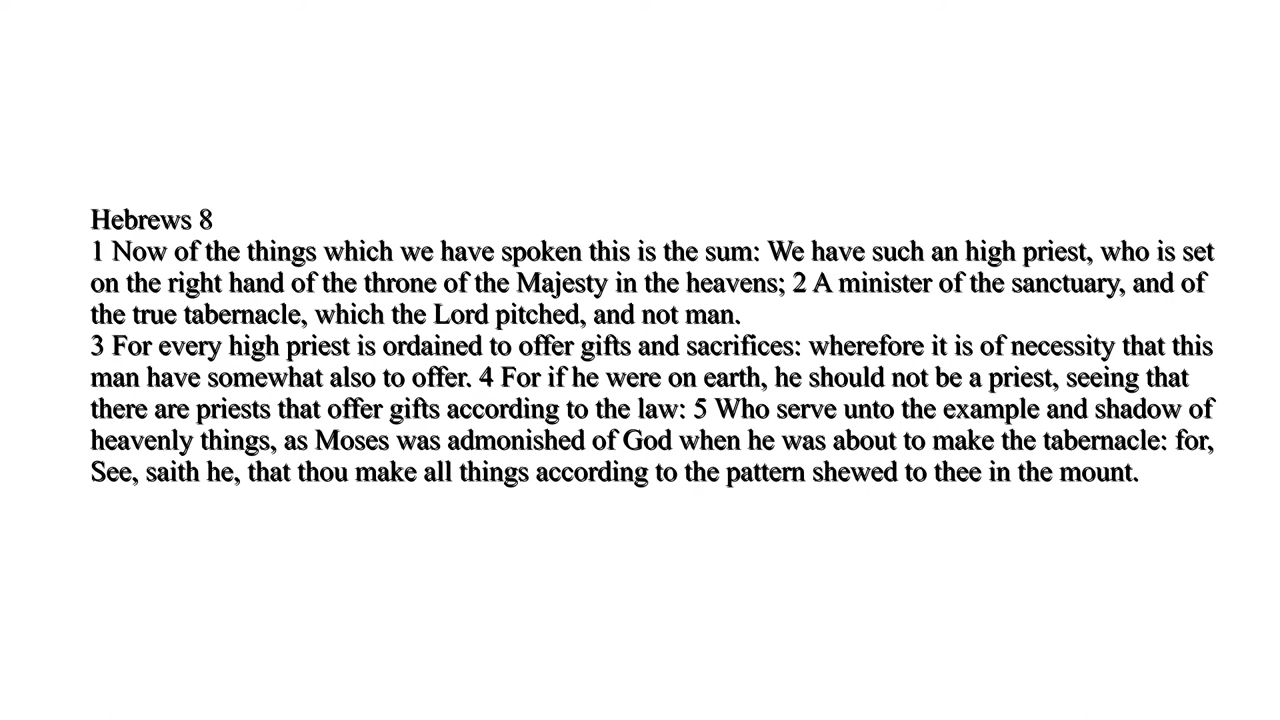 Hebrews 8
1 Now of the things which we have spoken this is the sum: We have such an high priest, who is set
on the right hand of the throne of the Majesty in the heavens; 2 A minister of the sanctuary, and of
the true tabernacle, which the Lord pitched, and not man.
3 For every high priest is ordained to offer gifts and sacrifices: wherefore it is of necessity that this
man have somewhat also to offer. 4 For if he were on earth, he should not be a priest, seeing that
there are priests that offer gifts according to the law: 5 Who serve unto the example and shadow of
heavenly things, as Moses was admonished of God when he was about to make the tabernacle: for,
See, saith he, that thou make all things according to the pattern shewed to thee in the mount.